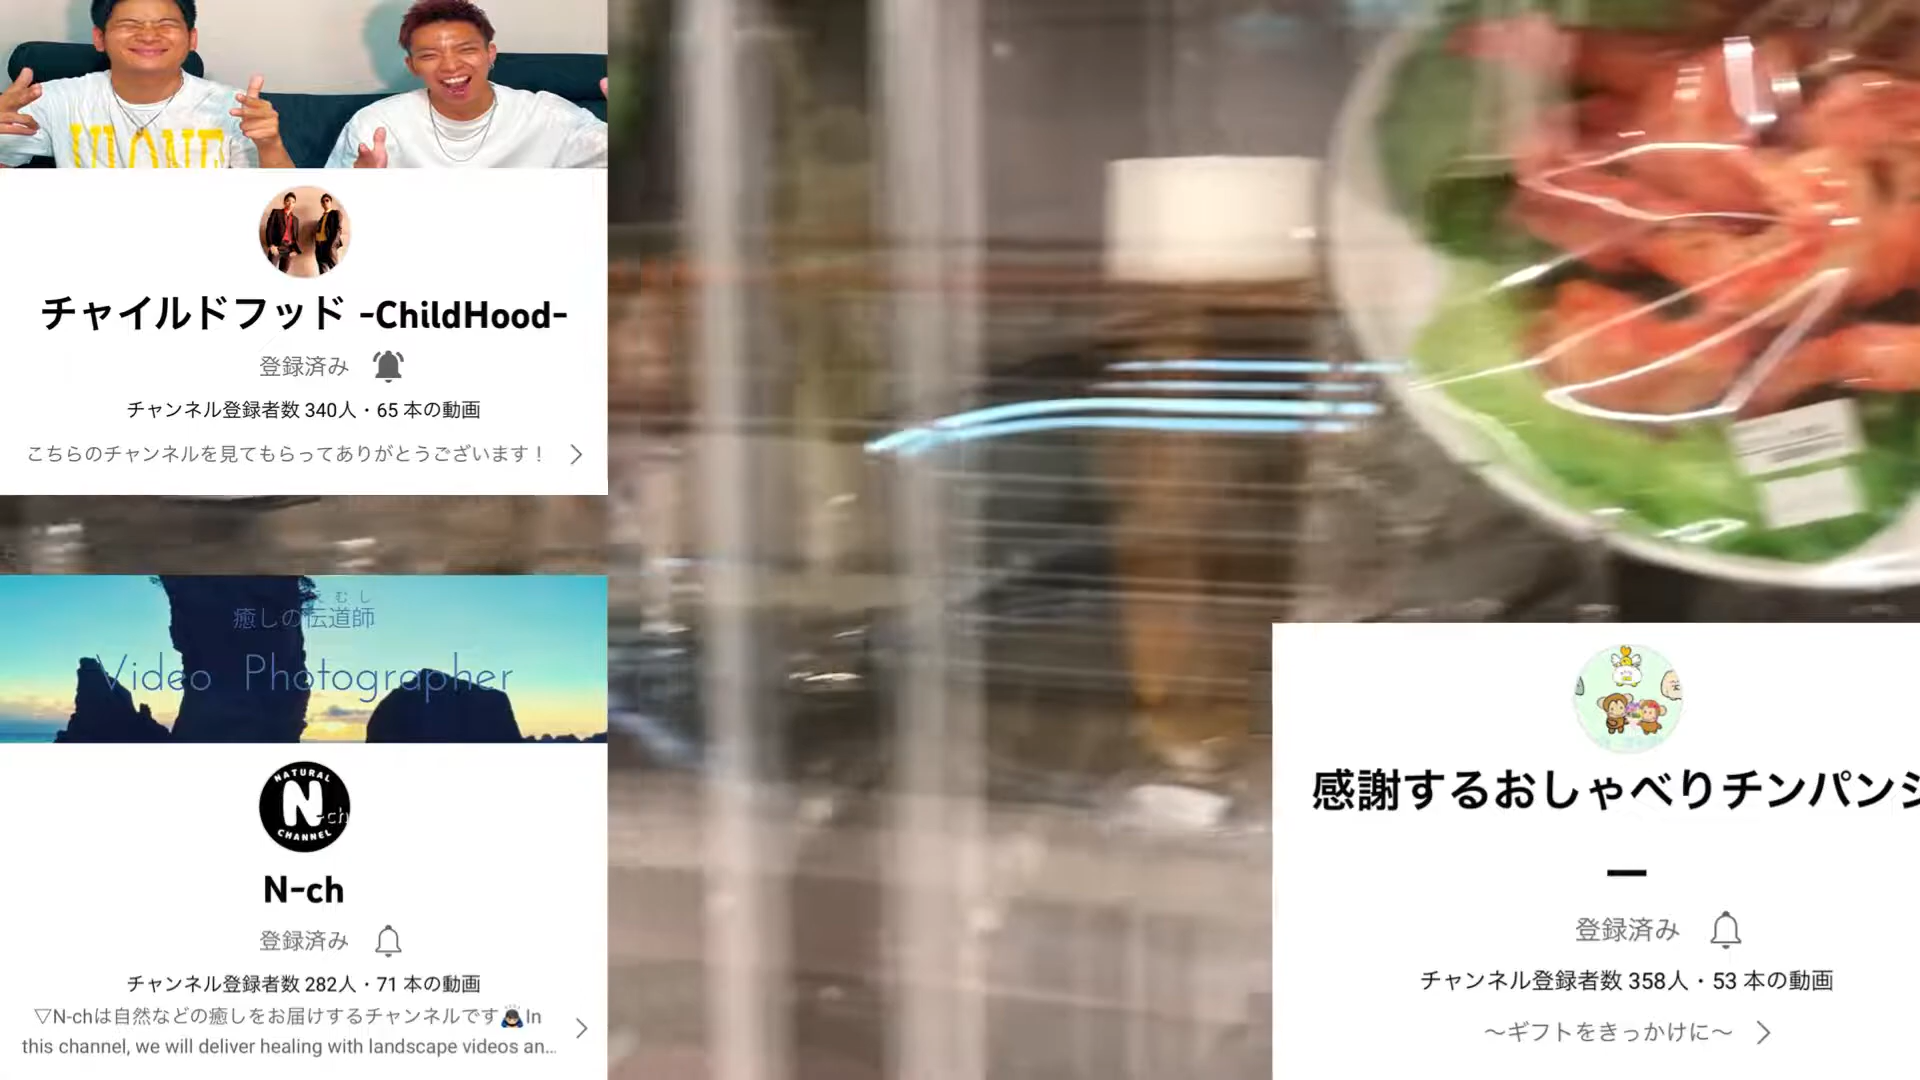 チャイルドフッド -ChildHood-
登録済み
チャンネル登録者数 340人・65 本の動画
こちらのチャンネルを見てもらってありがとうございます！
癒しの伝道師
Video Photographer
NATURAL
N-ch
CHANNEL
N-ch
登録済み
チャンネル登録者数 282人・71 本の動画
▽N-chは自然などの癒しをお届けするチャンネルです🙇In
this channel, we will deliver healing with landscape videos an...
感謝するおしゃべりチンパンジ
ー
登録済み
チャンネル登録者数 358人・53 本の動画
～ギフトをきっかけに～